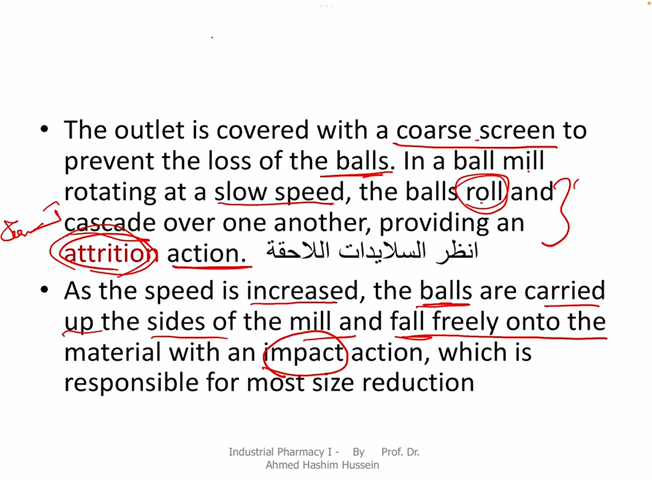 • The outlet is covered with a coarse screen to
prevent the loss of the balls. In a ball mill
rotating at a slow speed, the balls roll and
cascade over one another, providing an
attrition action. انظر السلايدات اللاحقة
• As the speed is increased, the balls are carried
up the sides of the mill and fall freely onto the
material with an impact action, which is
responsible for most size reduction
Industrial Pharmacy I - By Prof. Dr.
Ahmed Hashim Hussein